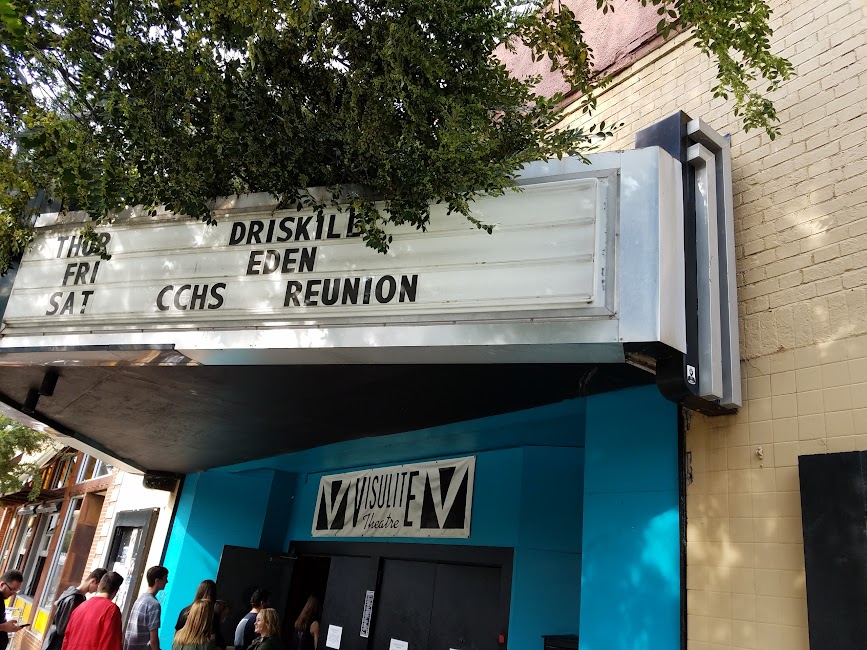 THUR DRISKILL
FRI EDEN
SAT CCHS REUNION
VISULITE
Theatre